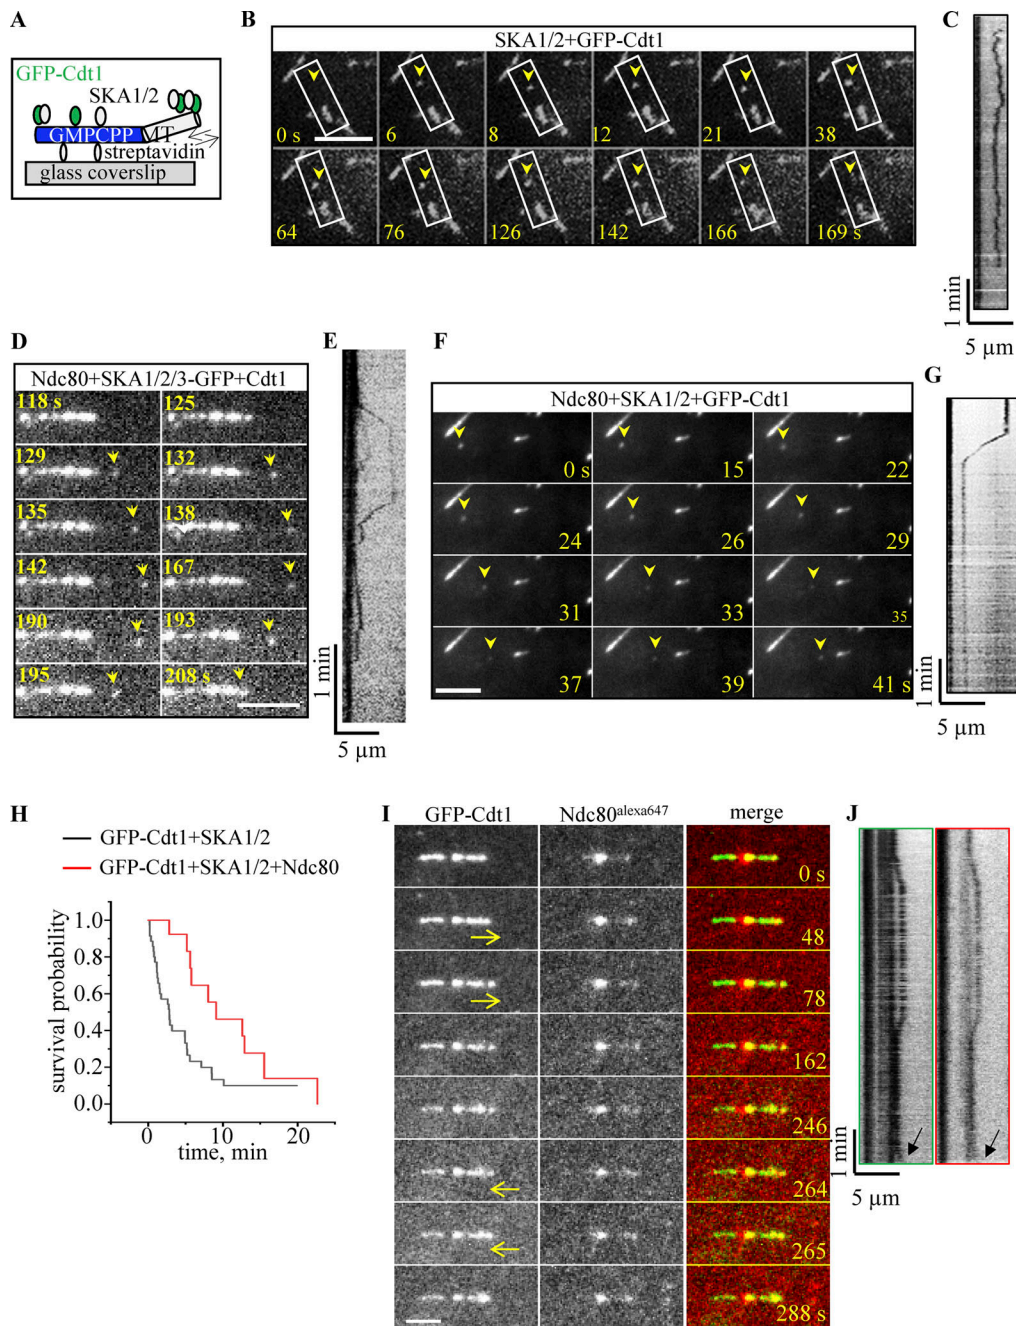 A
GFP-Cdt1
SKA1/2
GMPCPP MT
streptavidin
glass coverslip
B
SKA1/2+GFP-Cdt1
0 s
6
8
12
21
38
64
76
126
142
166
169 s
C
1 min
5 µm
D
Ndc80+SKA1/2/3-GFP+Cdt1
118 s
125
129
132
135
138
142
167
190
193
195
208 s
E
1 min
5 µm
F
Ndc80+SKA1/2+GFP-Cdt1
0 s
15
22
24
26
29
31
33
35
37
39
41 s
G
1 min
5 µm
H
GFP-Cdt1+SKA1/2
GFP-Cdt1+SKA1/2+Ndc80
survival probability
1.0
0.8
0.6
0.4
0.2
0.0
0
10
20
time, min
I
GFP-Cdt1
Ndc80alexa647
merge
0 s
48
78
162
246
264
265
288 s
J
1 min
5 µm